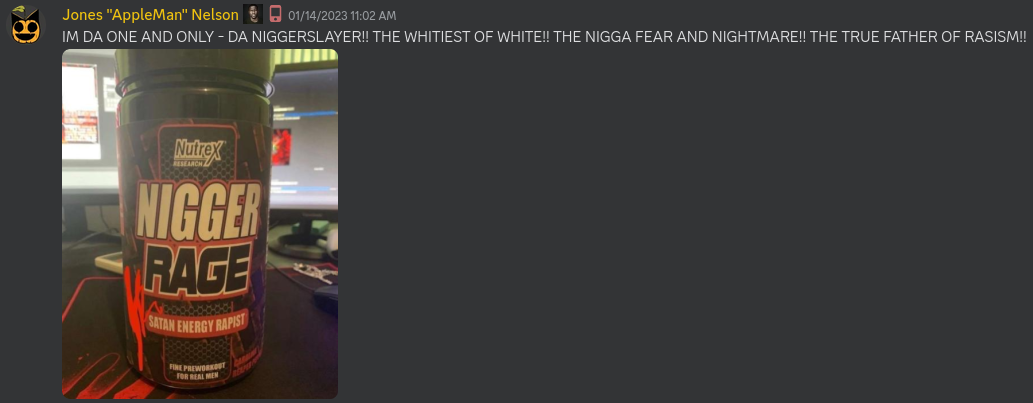 Jones "AppleMan" Nelson 01/14/2023 11:02 AM
IM DA ONE AND ONLY - DA NIGGERSLAYER!! THE WHITIEST OF WHITE!! THE NIGGA FEAR AND NIGHTMARE!! THE TRUE FATHER OF RASISM!!
Nutrex
RESEARCH
NIGGER
RAGE
SATAN ENERGY RAPIST
FINE PREWORKOUT
FOR REAL MEN